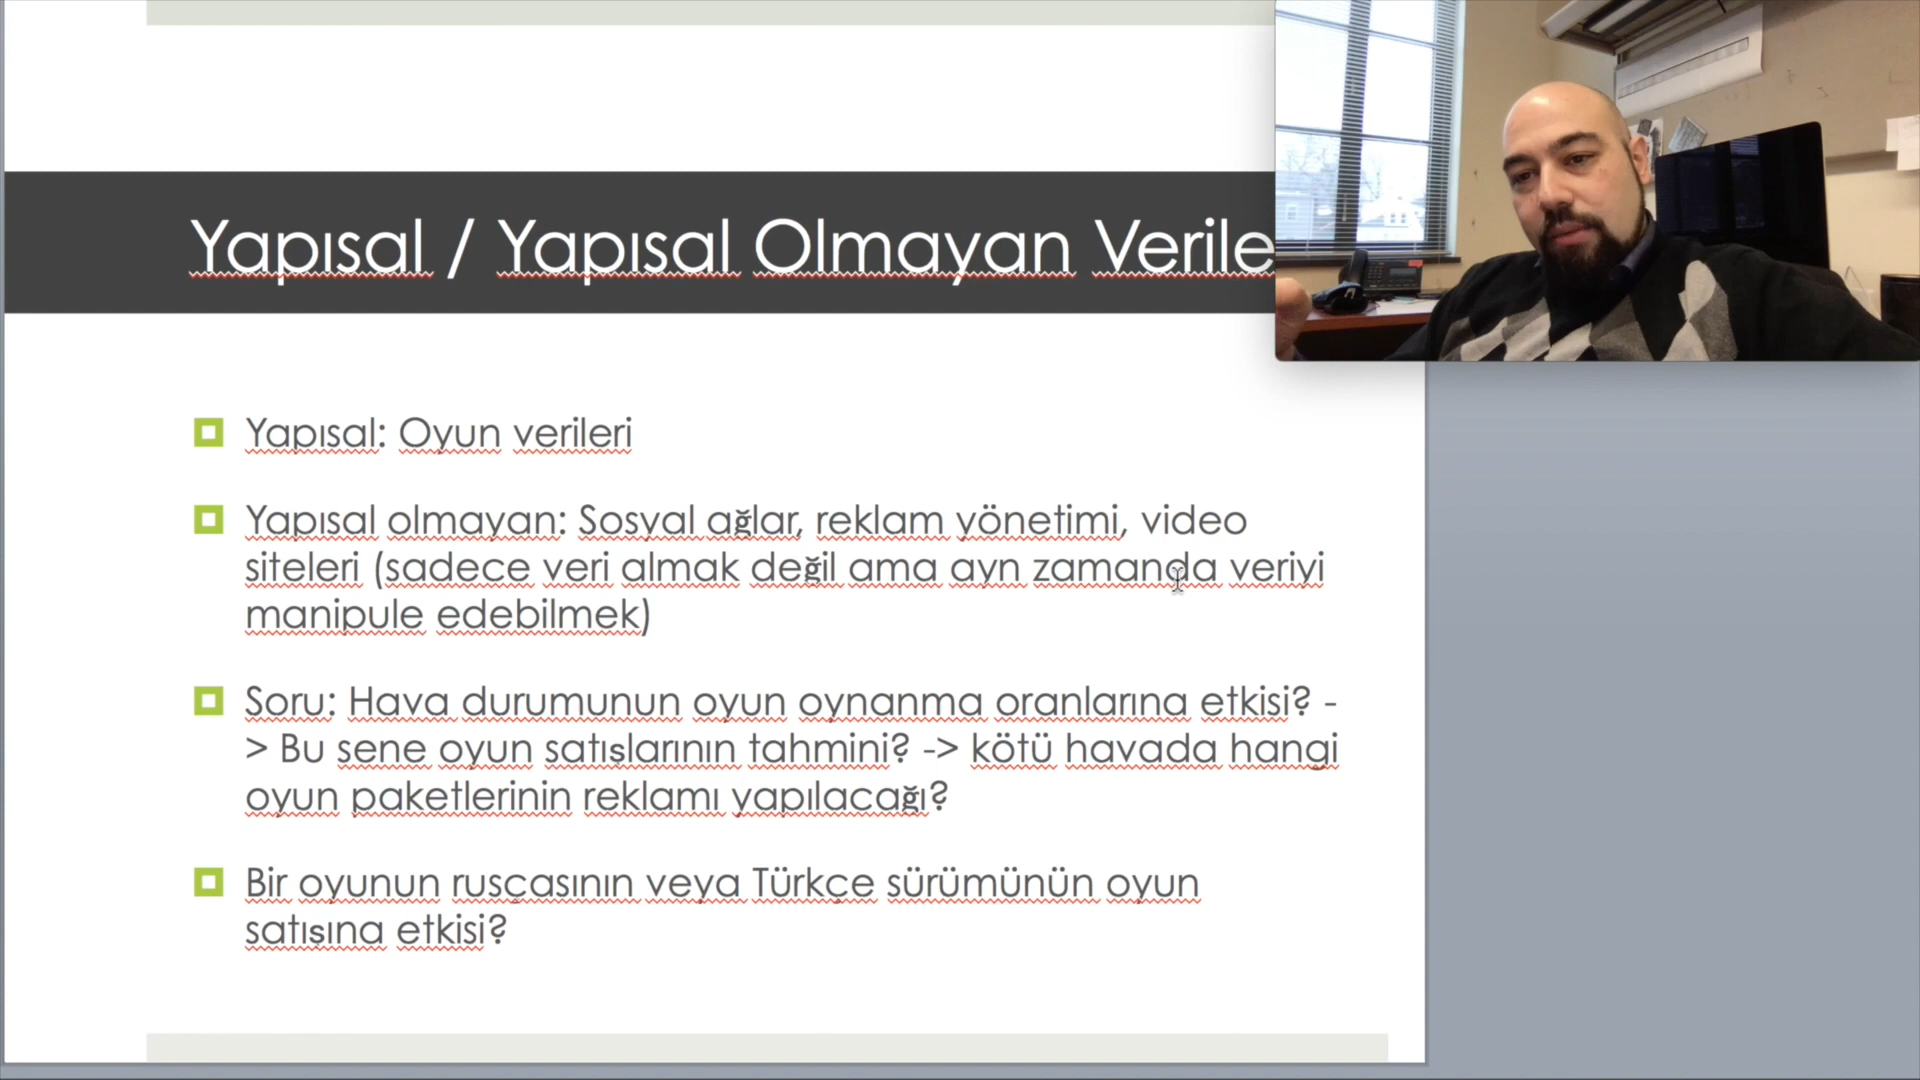 Yapısal / Yapısal Olmayan Verile
Yapısal: Oyun verileri
Yapısal olmayan: Sosyal ağlar, reklam yönetimi, video
siteleri (sadece veri almak değil ama ayn zamanda veriyi
manipule edebilmek)
Soru: Hava durumunun oyun oynanma oranlarına etkisi? -
> Bu sene oyun satışlarının tahmini? -> kötü havada hangi
oyun paketlerinin reklamı yapılacağı?
Bir oyunun rusçasının veya Türkçe sürümünün oyun
satışına etkisi?